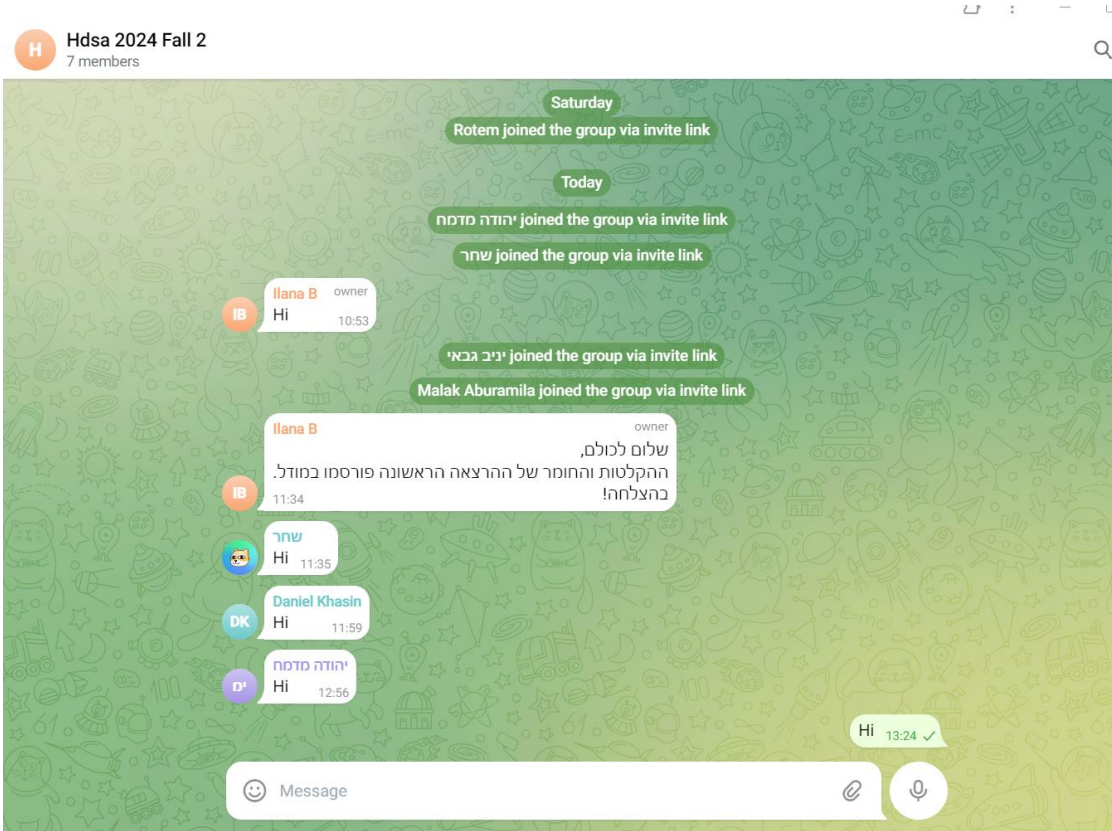 H
Hdsa 2024 Fall 2
7 members
Saturday
Rotem joined the group via invite link
Today
יהודה מדמח joined the group via invite link
שחר joined the group via invite link
Ilana B owner
IB
Hi 10:53
יניב גבאי joined the group via invite link
Malak Aburamila joined the group via invite link
Ilana B owner
שלום לכולם,
ההקלטות והחומר של ההרצאה הראשונה פורסמו במודל.
בהצלחה!
IB
11:34
שחר
Hi 11:35
Daniel Khasin
DK
Hi 11:59
יהודה מדמח
ימ
Hi 12:56
Hi 13:24
Message